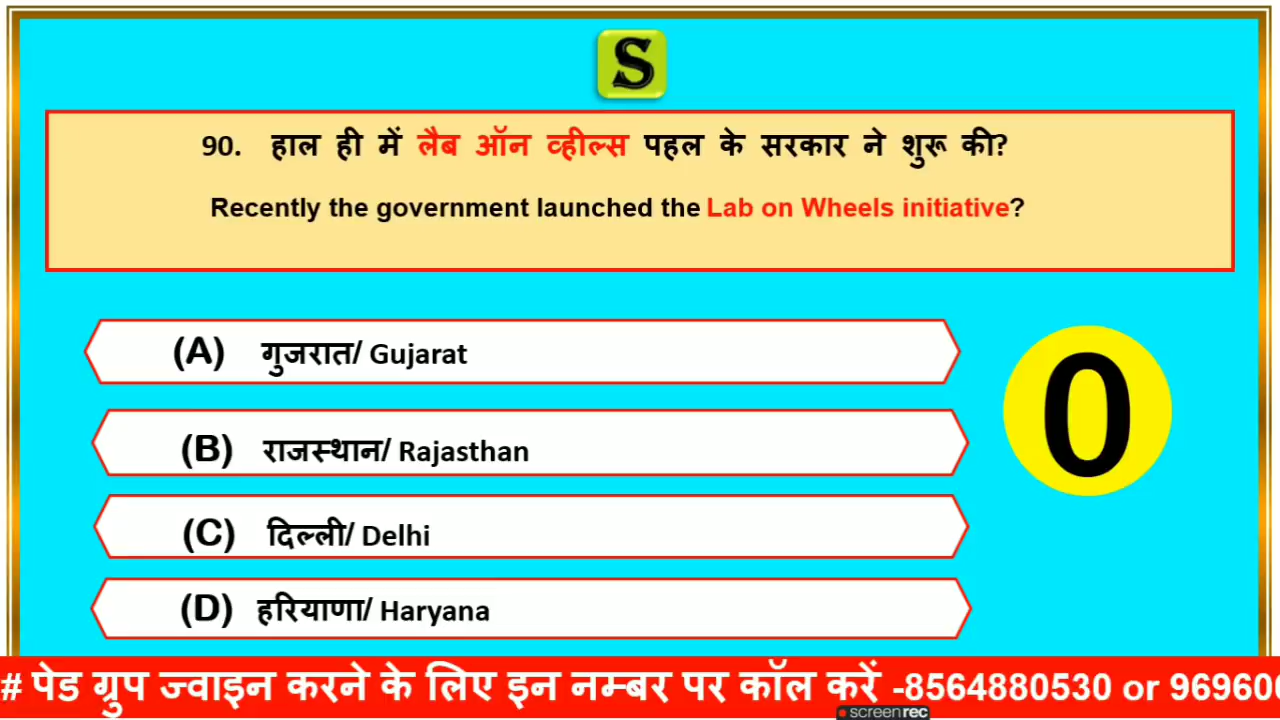 S
90. हाल ही में लैब ऑन व्हील्स पहल के सरकार ने शुरू की?
Recently the government launched the Lab on Wheels initiative?
(A) गुजरात/ Gujarat
(B) राजस्थान/ Rajasthan
(C) दिल्ली/ Delhi
(D) हरियाणा/ Haryana
0
# पेड ग्रुप ज्वाइन करने के लिए इन नम्बर पर कॉल करें -8564880530 or 96960
screenrec